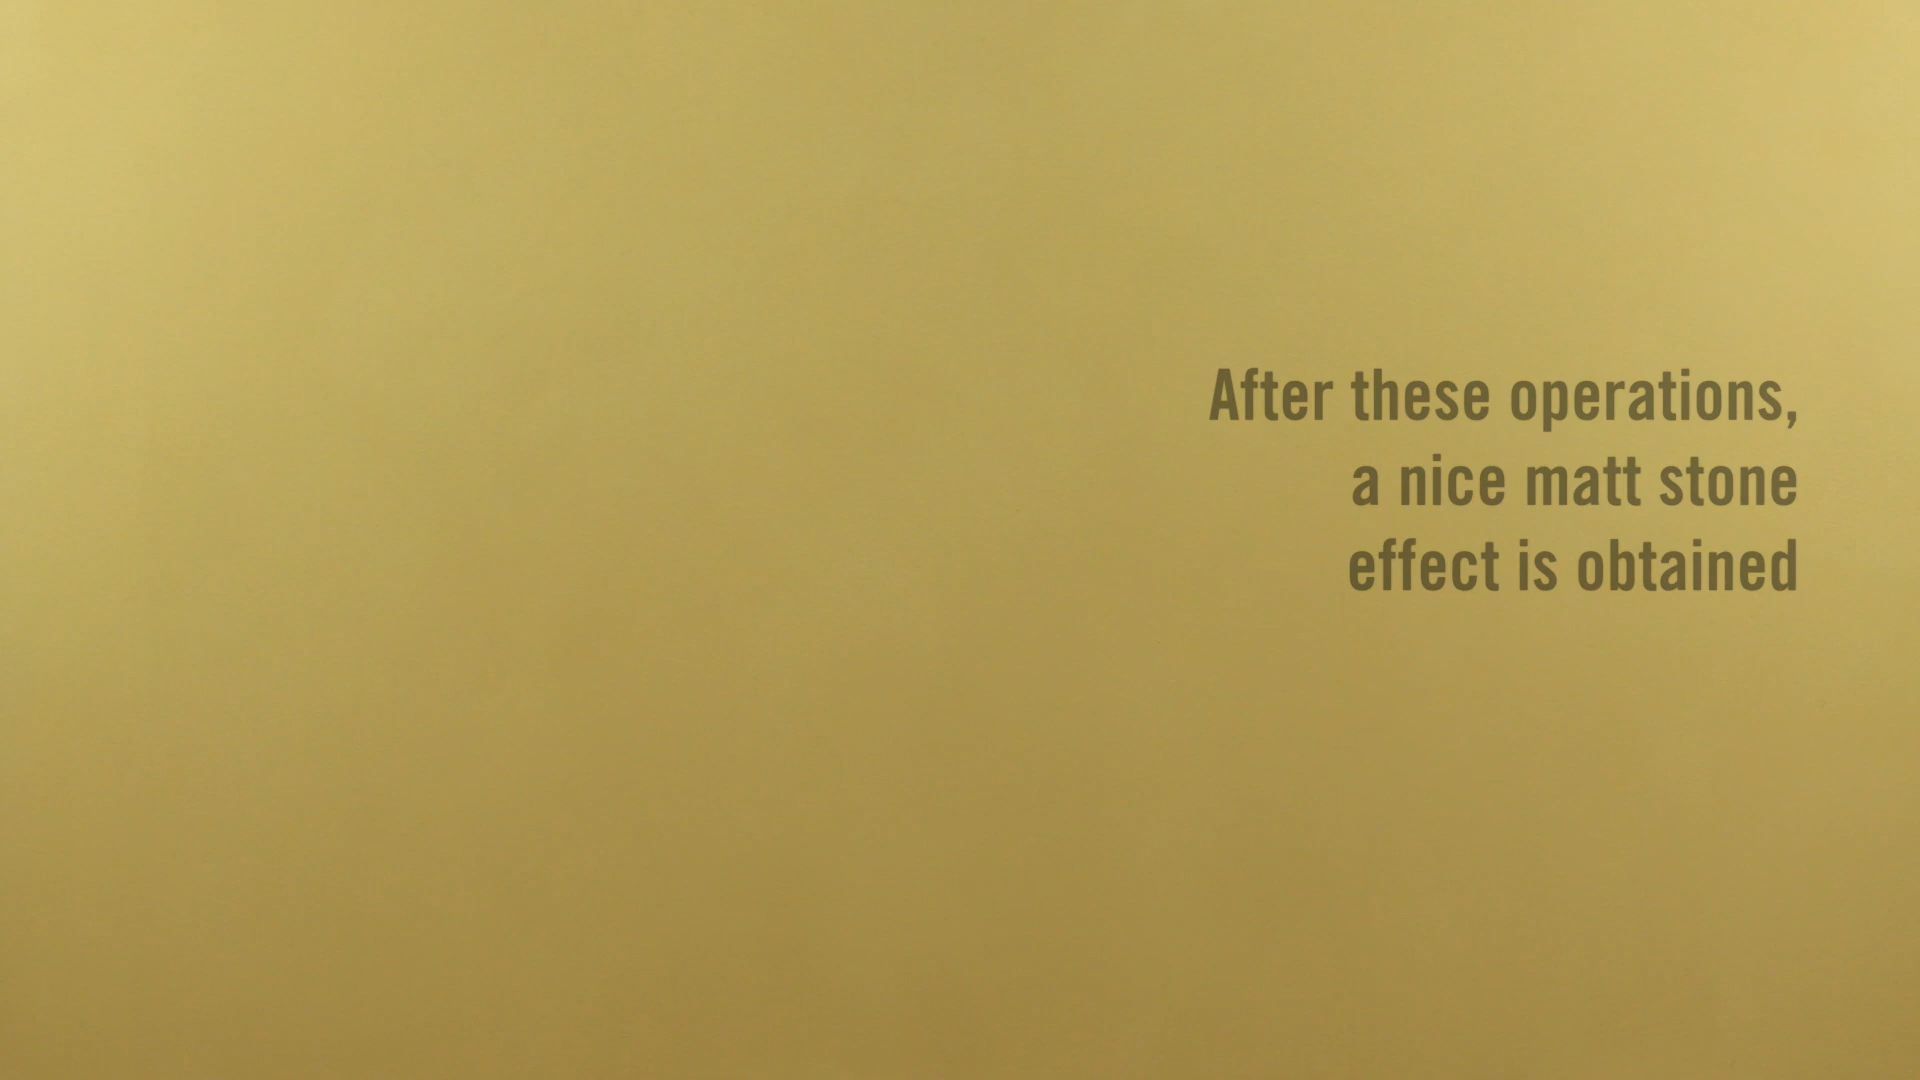 After these operations,
a nice matt stone
effect is obtained